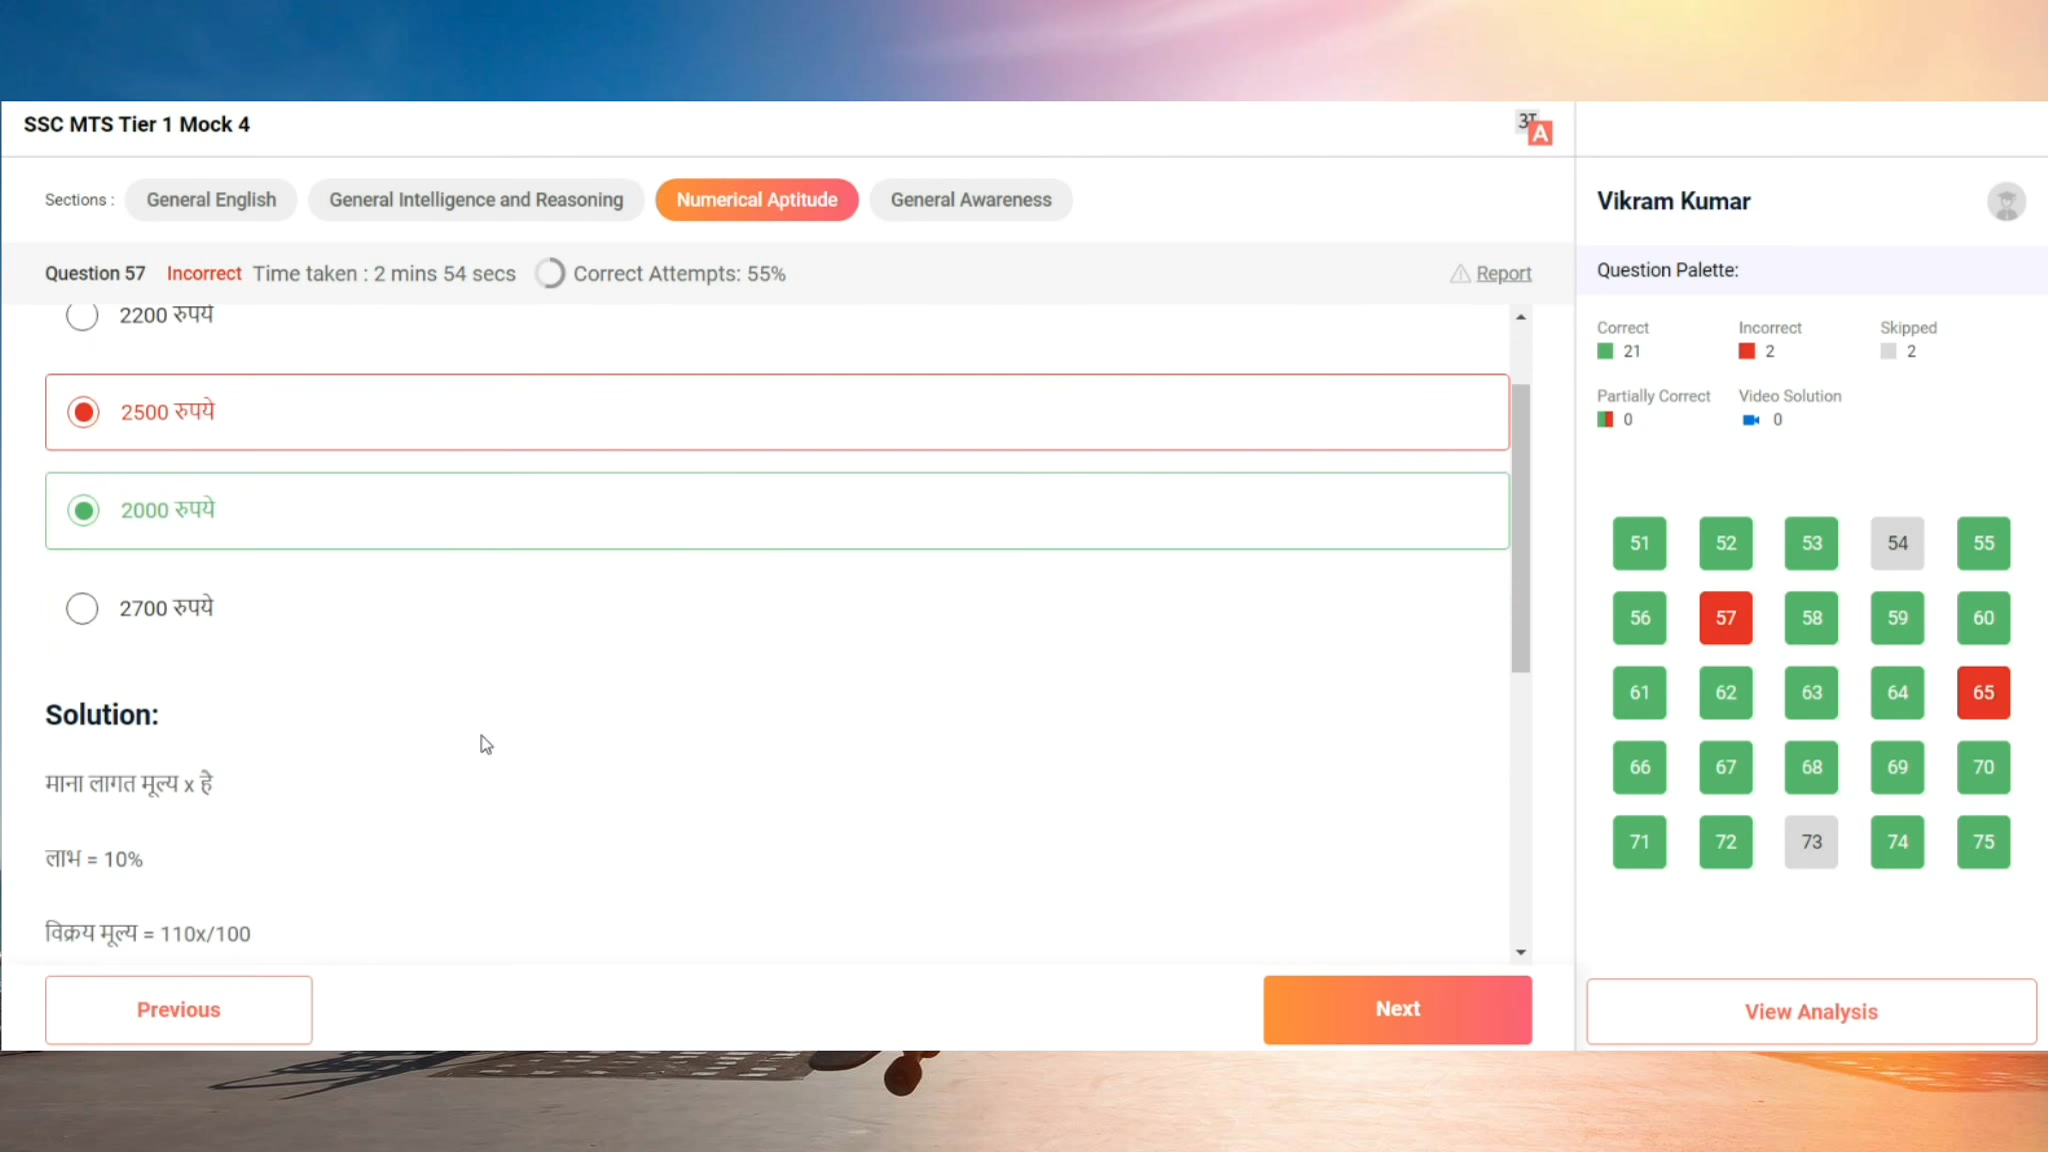 SSC MTS Tier 1 Mock 4
अ A
Sections : General English General Intelligence and Reasoning Numerical Aptitude General Awareness
Question 57 Incorrect Time taken : 2 mins 54 secs Correct Attempts: 55% Report
2200 रुपये
2500 रुपये
2000 रुपये
2700 रुपये
Solution:
माना लागत मूल्य x है
लाभ = 10%
विक्रय मूल्य = 110x/100
Previous Next
Vikram Kumar
Question Palette:
Correct Incorrect Skipped
21 2 2
Partially Correct Video Solution
0 0
51 52 53 54 55
56 57 58 59 60
61 62 63 64 65
66 67 68 69 70
71 72 73 74 75
View Analysis